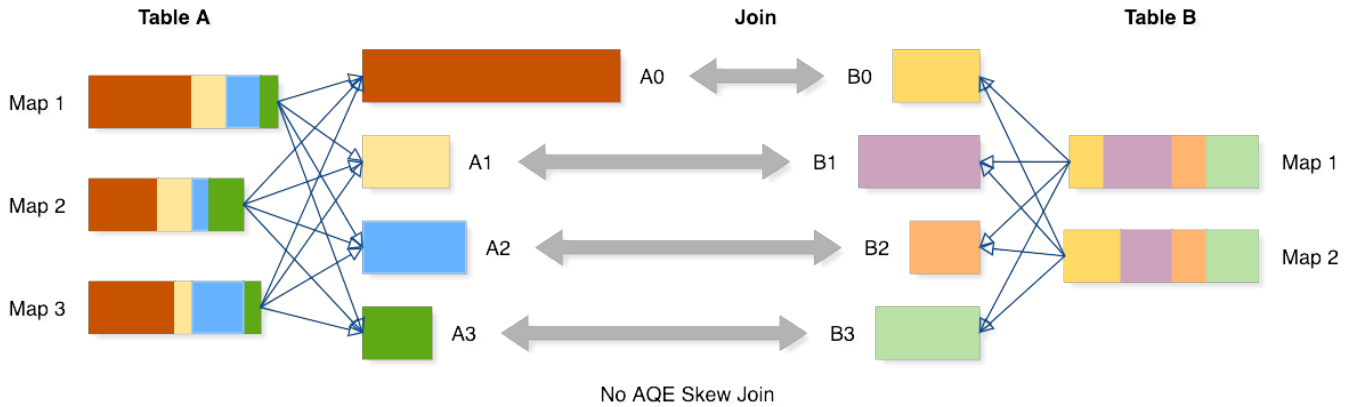 Table A
Join
Table B
Map 1
A0
B0
A1
B1
Map 1
Map 2
A2
B2
Map 2
Map 3
A3
B3
No AQE Skew Join